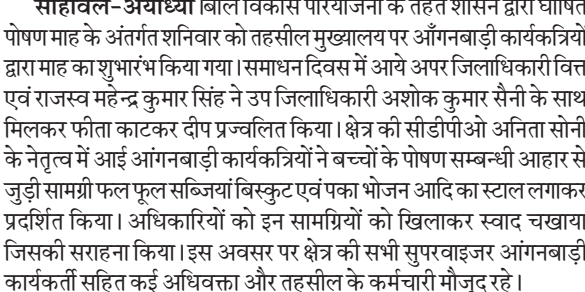 सोहावल-अयोध्या। बाल विकास परियोजना के तहत शासन द्वारा घोषित
पोषण माह के अंतर्गत शनिवार को तहसील मुख्यालय पर आँगनबाड़ी कार्यकत्रियो
द्वारा माह का शुभारंभ किया गया।समाधन दिवस में आये अपर जिलाधिकारी वित्त
एवं राजस्व महेन्द्र कुमार सिंह ने उप जिलाधिकारी अशोक कुमार सैनी के साथ
मिलकर फीता काटकर दीप प्रज्वलित किया।क्षेत्र की सीडीपीओ अनिता सोनी
के नेतृत्व में आई आंगनबाड़ी कार्यकत्रियों ने बच्चों के पोषण सम्बन्धी आहार से
जुड़ी सामग्री फल फूल सब्जियां बिस्कुट एवं पका भोजन आदि का स्टाल लगाकर
प्रदर्शित किया। अधिकारियों को इन सामग्रियों को खिलाकर स्वाद चखाया
जिसकी सराहना किया।इस अवसर पर क्षेत्र की सभी सुपरवाइजर आंगनबाड़ी
कार्यकर्ती सहित कई अधिवक्ता और तहसील के कर्मचारी मौजूद रहे।